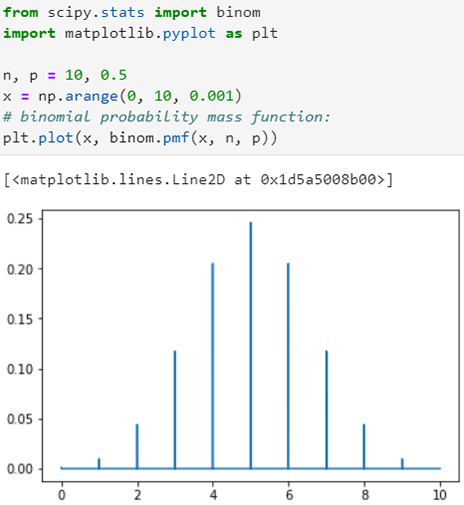 from scipy.stats import binom
import matplotlib.pyplot as plt
n, p = 10, 0.5
x = np.arange(0, 10, 0.001)
# binomial probability mass function:
plt.plot(x, binom.pmf(x, n, p))
[<matplotlib.lines.Line2D at 0x1d5a5008b00>]
0.25
0.20
0.15
0.10
0.05
0.00
0 2 4 6 8 10